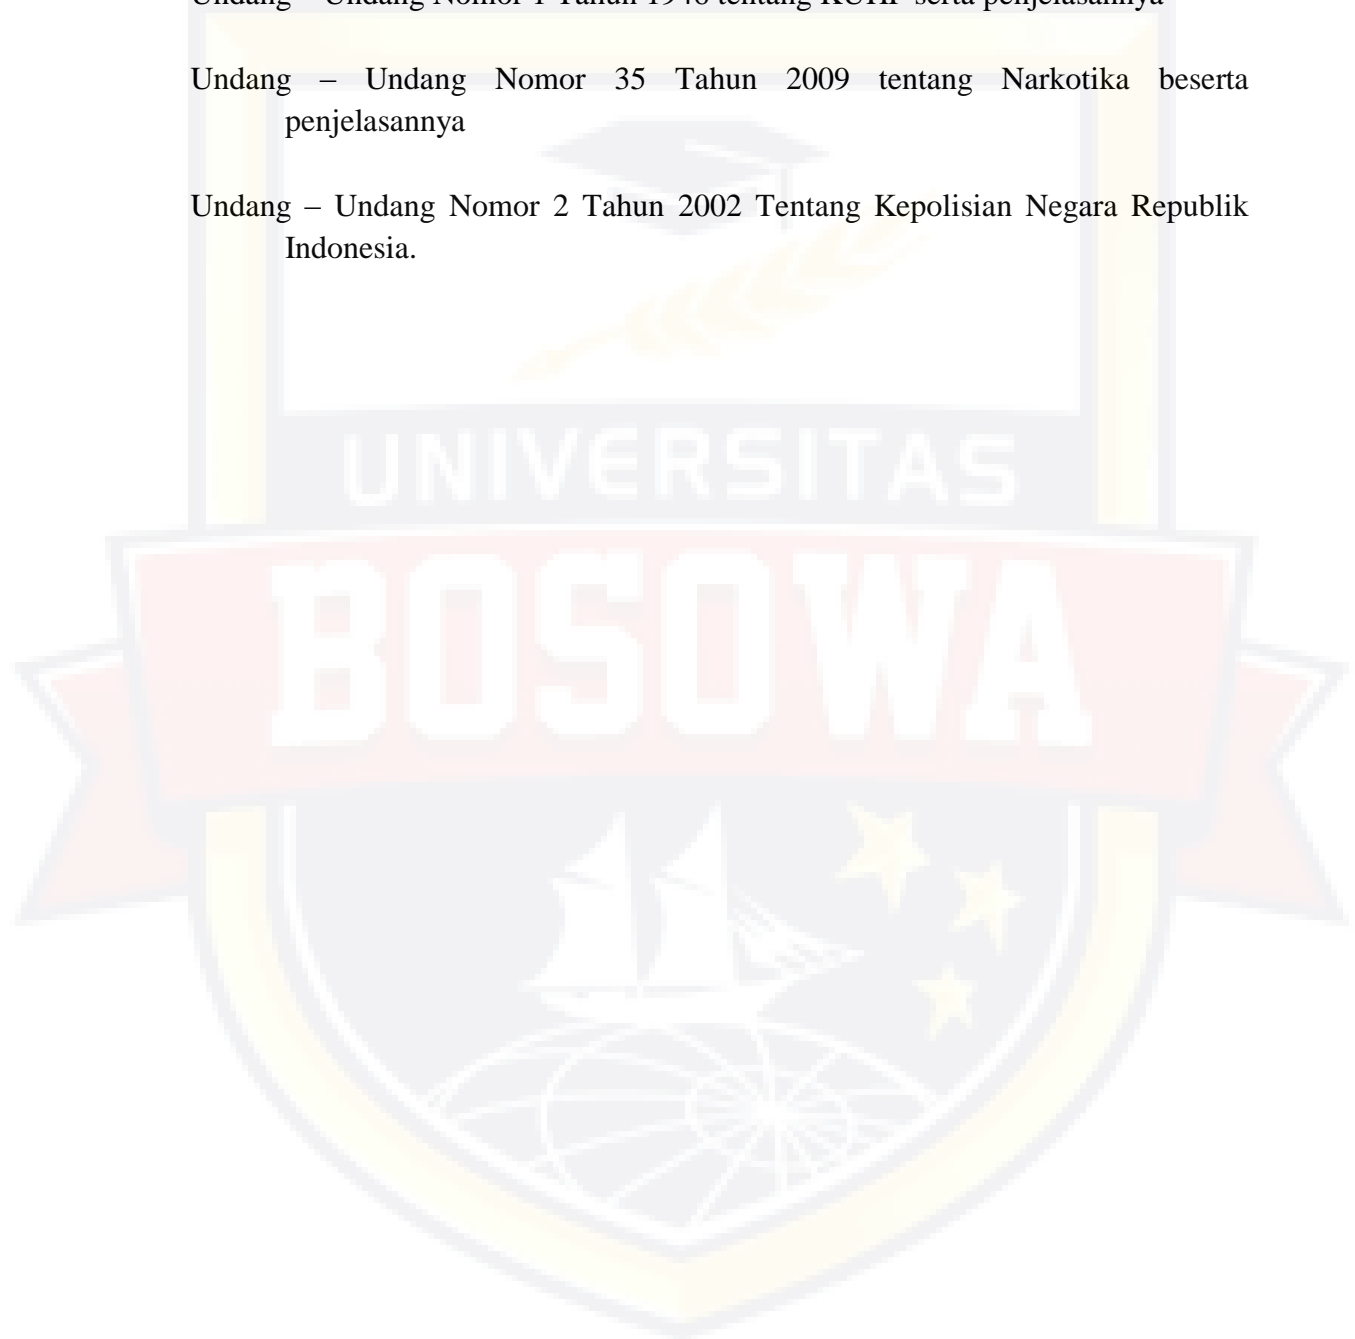 Undang – Undang Nomor 1 Tahun 1946 tentang KUHP serta penjelasannya
Undang – Undang Nomor 35 Tahun 2009 tentang Narkotika beserta
penjelasannya
Undang – Undang Nomor 2 Tahun 2002 Tentang Kepolisian Negara Republik
Indonesia.
UNIVERSITAS
BOSOWA